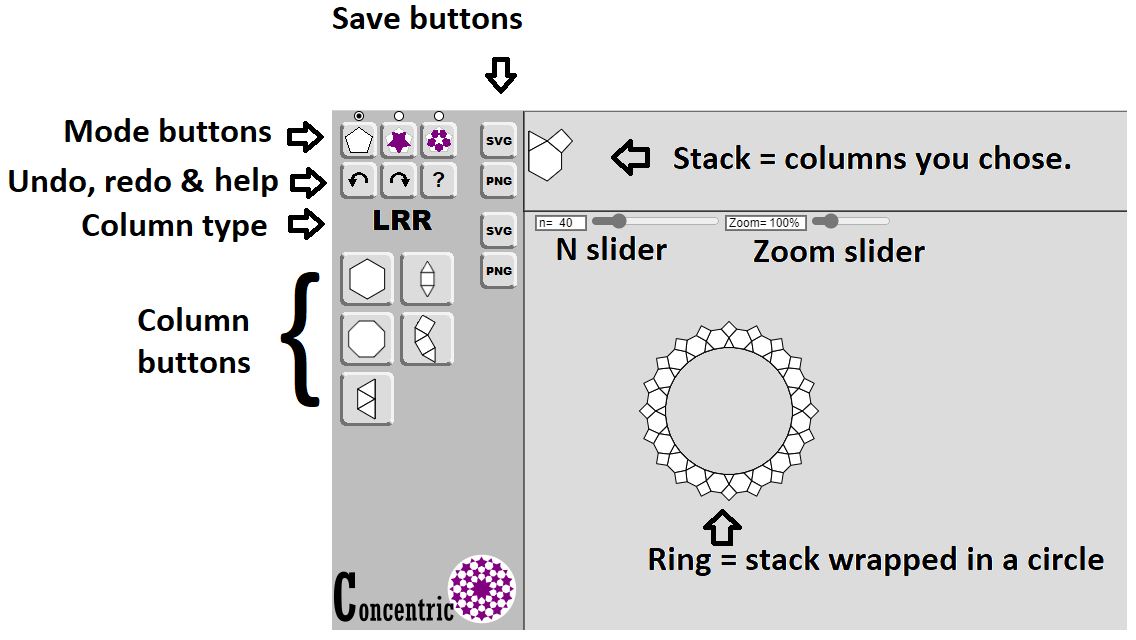 Save buttons
Mode buttons
SVG
Stack = columns you chose.
Undo, redo & help
?
PNG
Column type
LRR
SVG
n= 40
Zoom= 100%
N slider
Zoom slider
PNG
Column
buttons
Ring = stack wrapped in a circle
Concentric